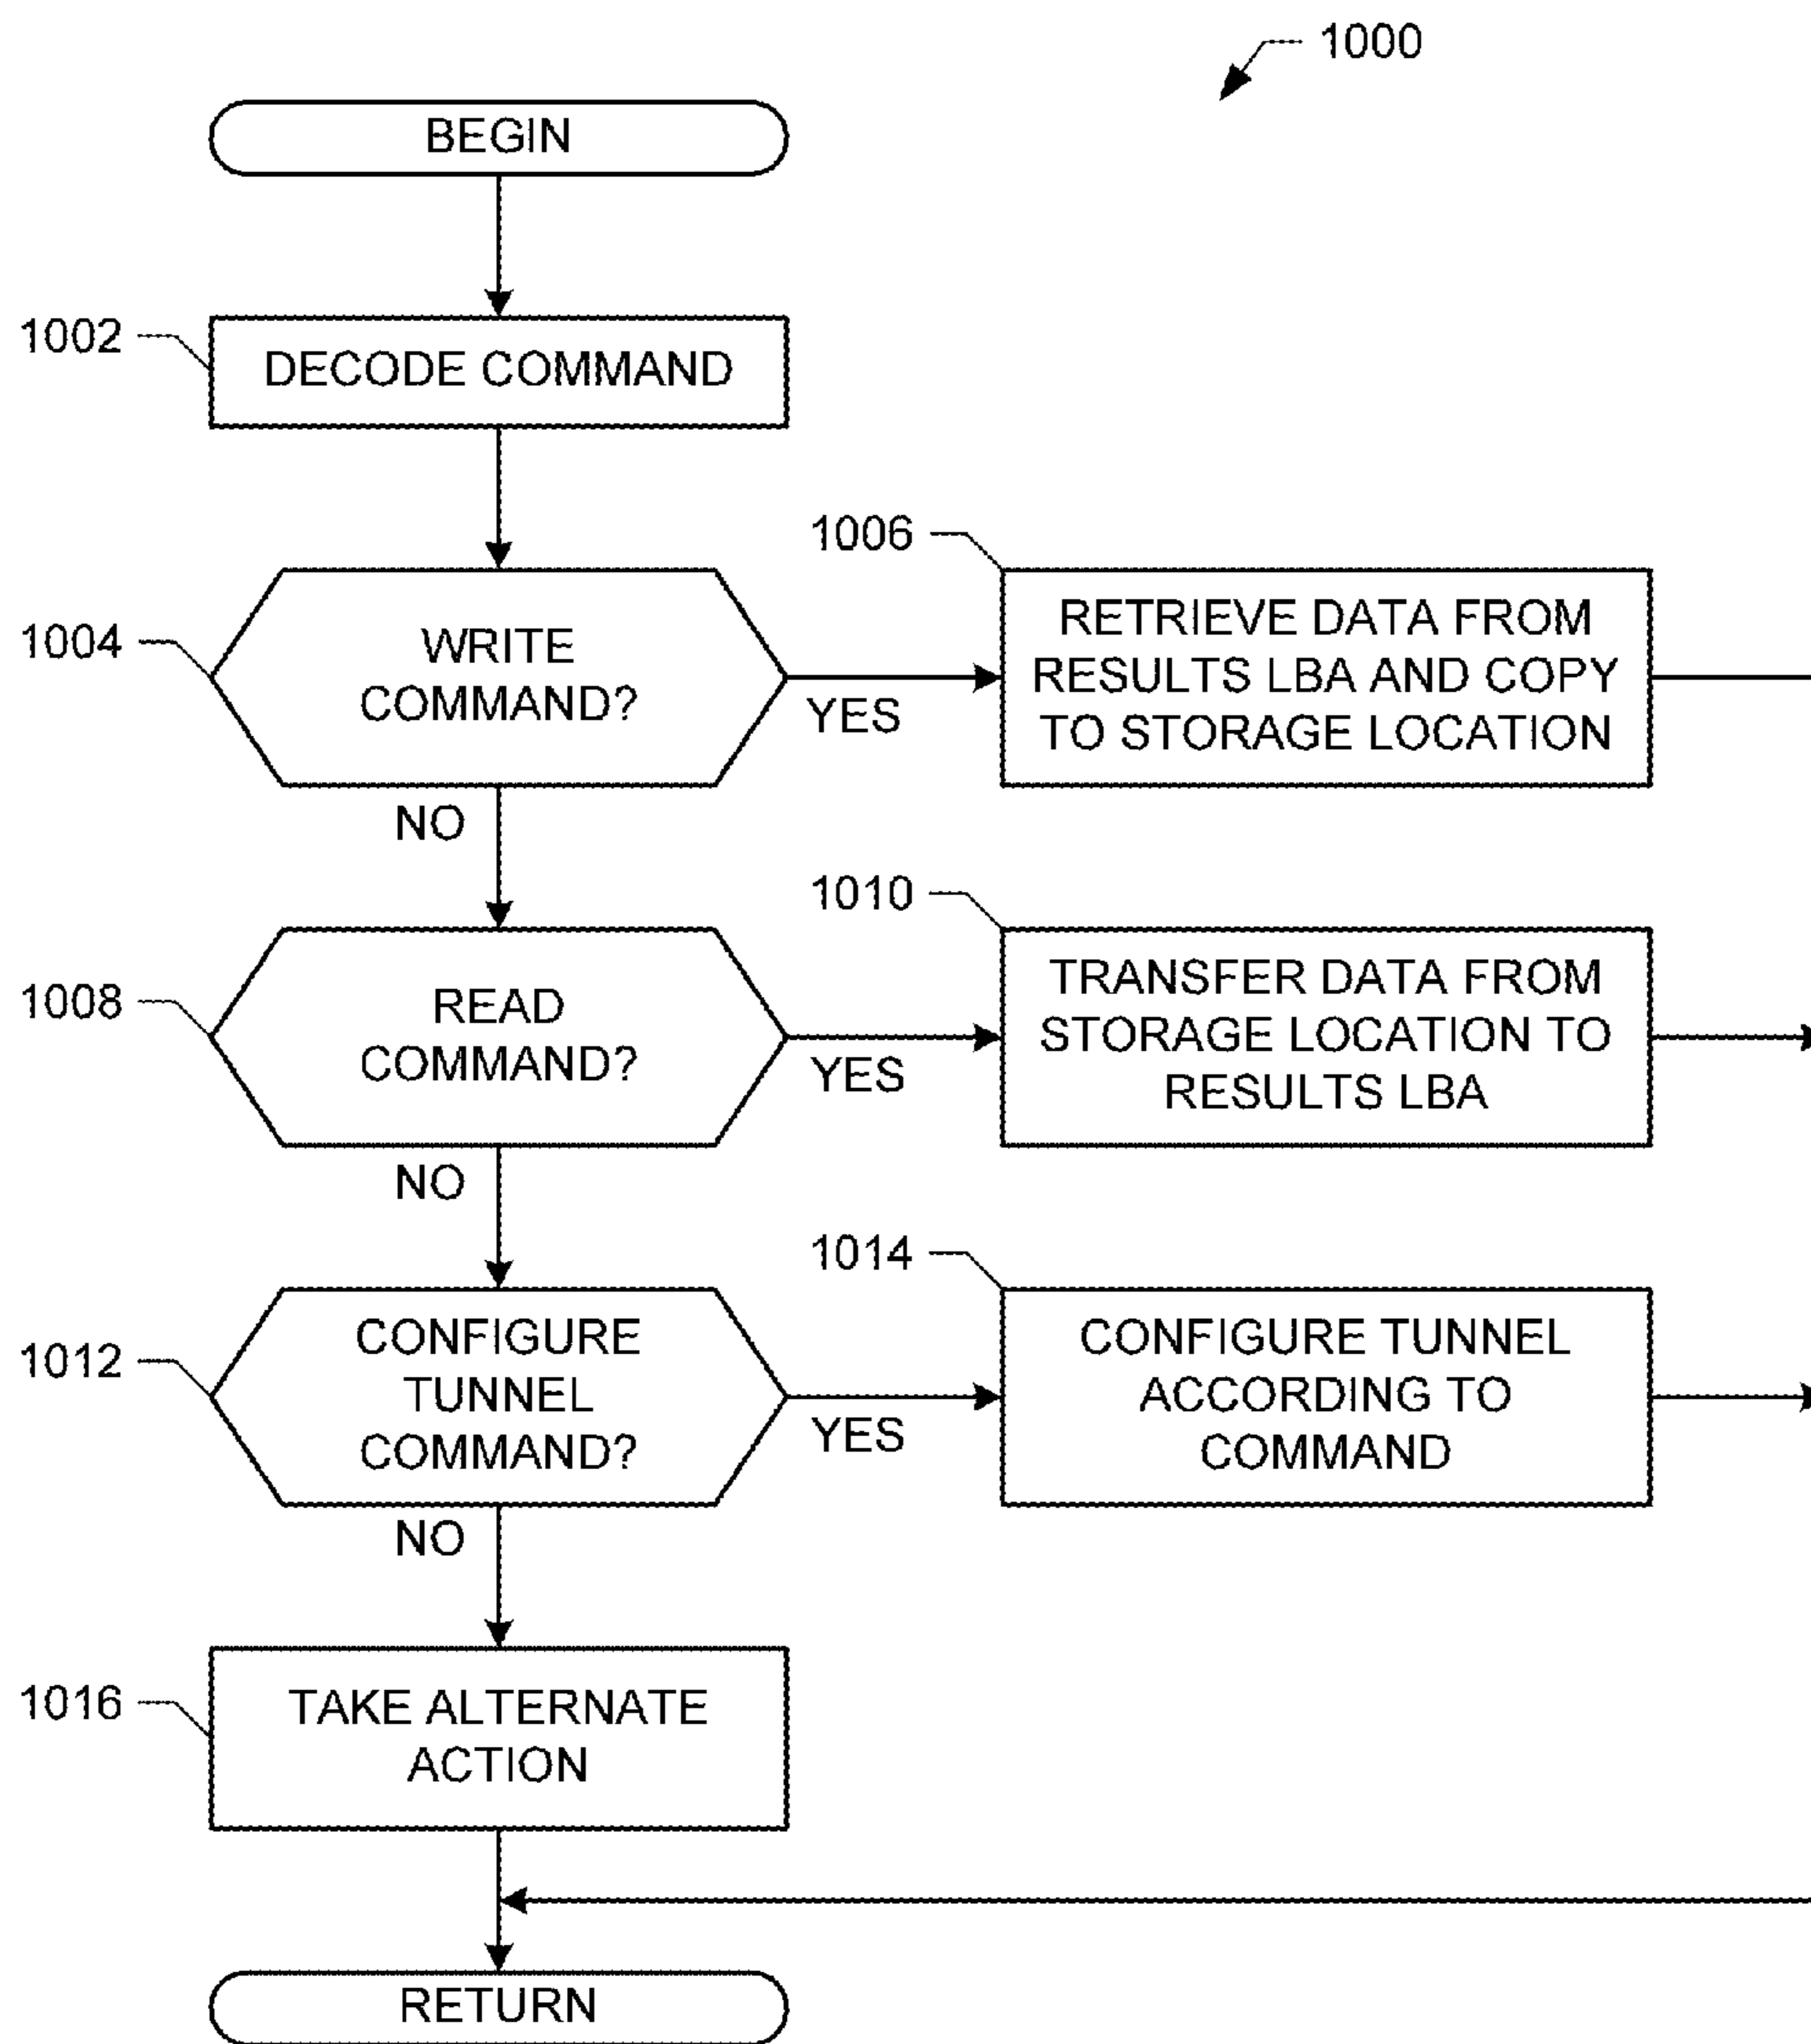 1000
BEGIN
1002
DECODE COMMAND
1004
WRITE
COMMAND?
YES
NO
1006
RETRIEVE DATA FROM
RESULTS LBA AND COPY
TO STORAGE LOCATION
1008
READ
COMMAND?
YES
NO
1010
TRANSFER DATA FROM
STORAGE LOCATION TO
RESULTS LBA
1012
CONFIGURE
TUNNEL
COMMAND?
YES
NO
1014
CONFIGURE TUNNEL
ACCORDING TO
COMMAND
1016
TAKE ALTERNATE
ACTION
RETURN